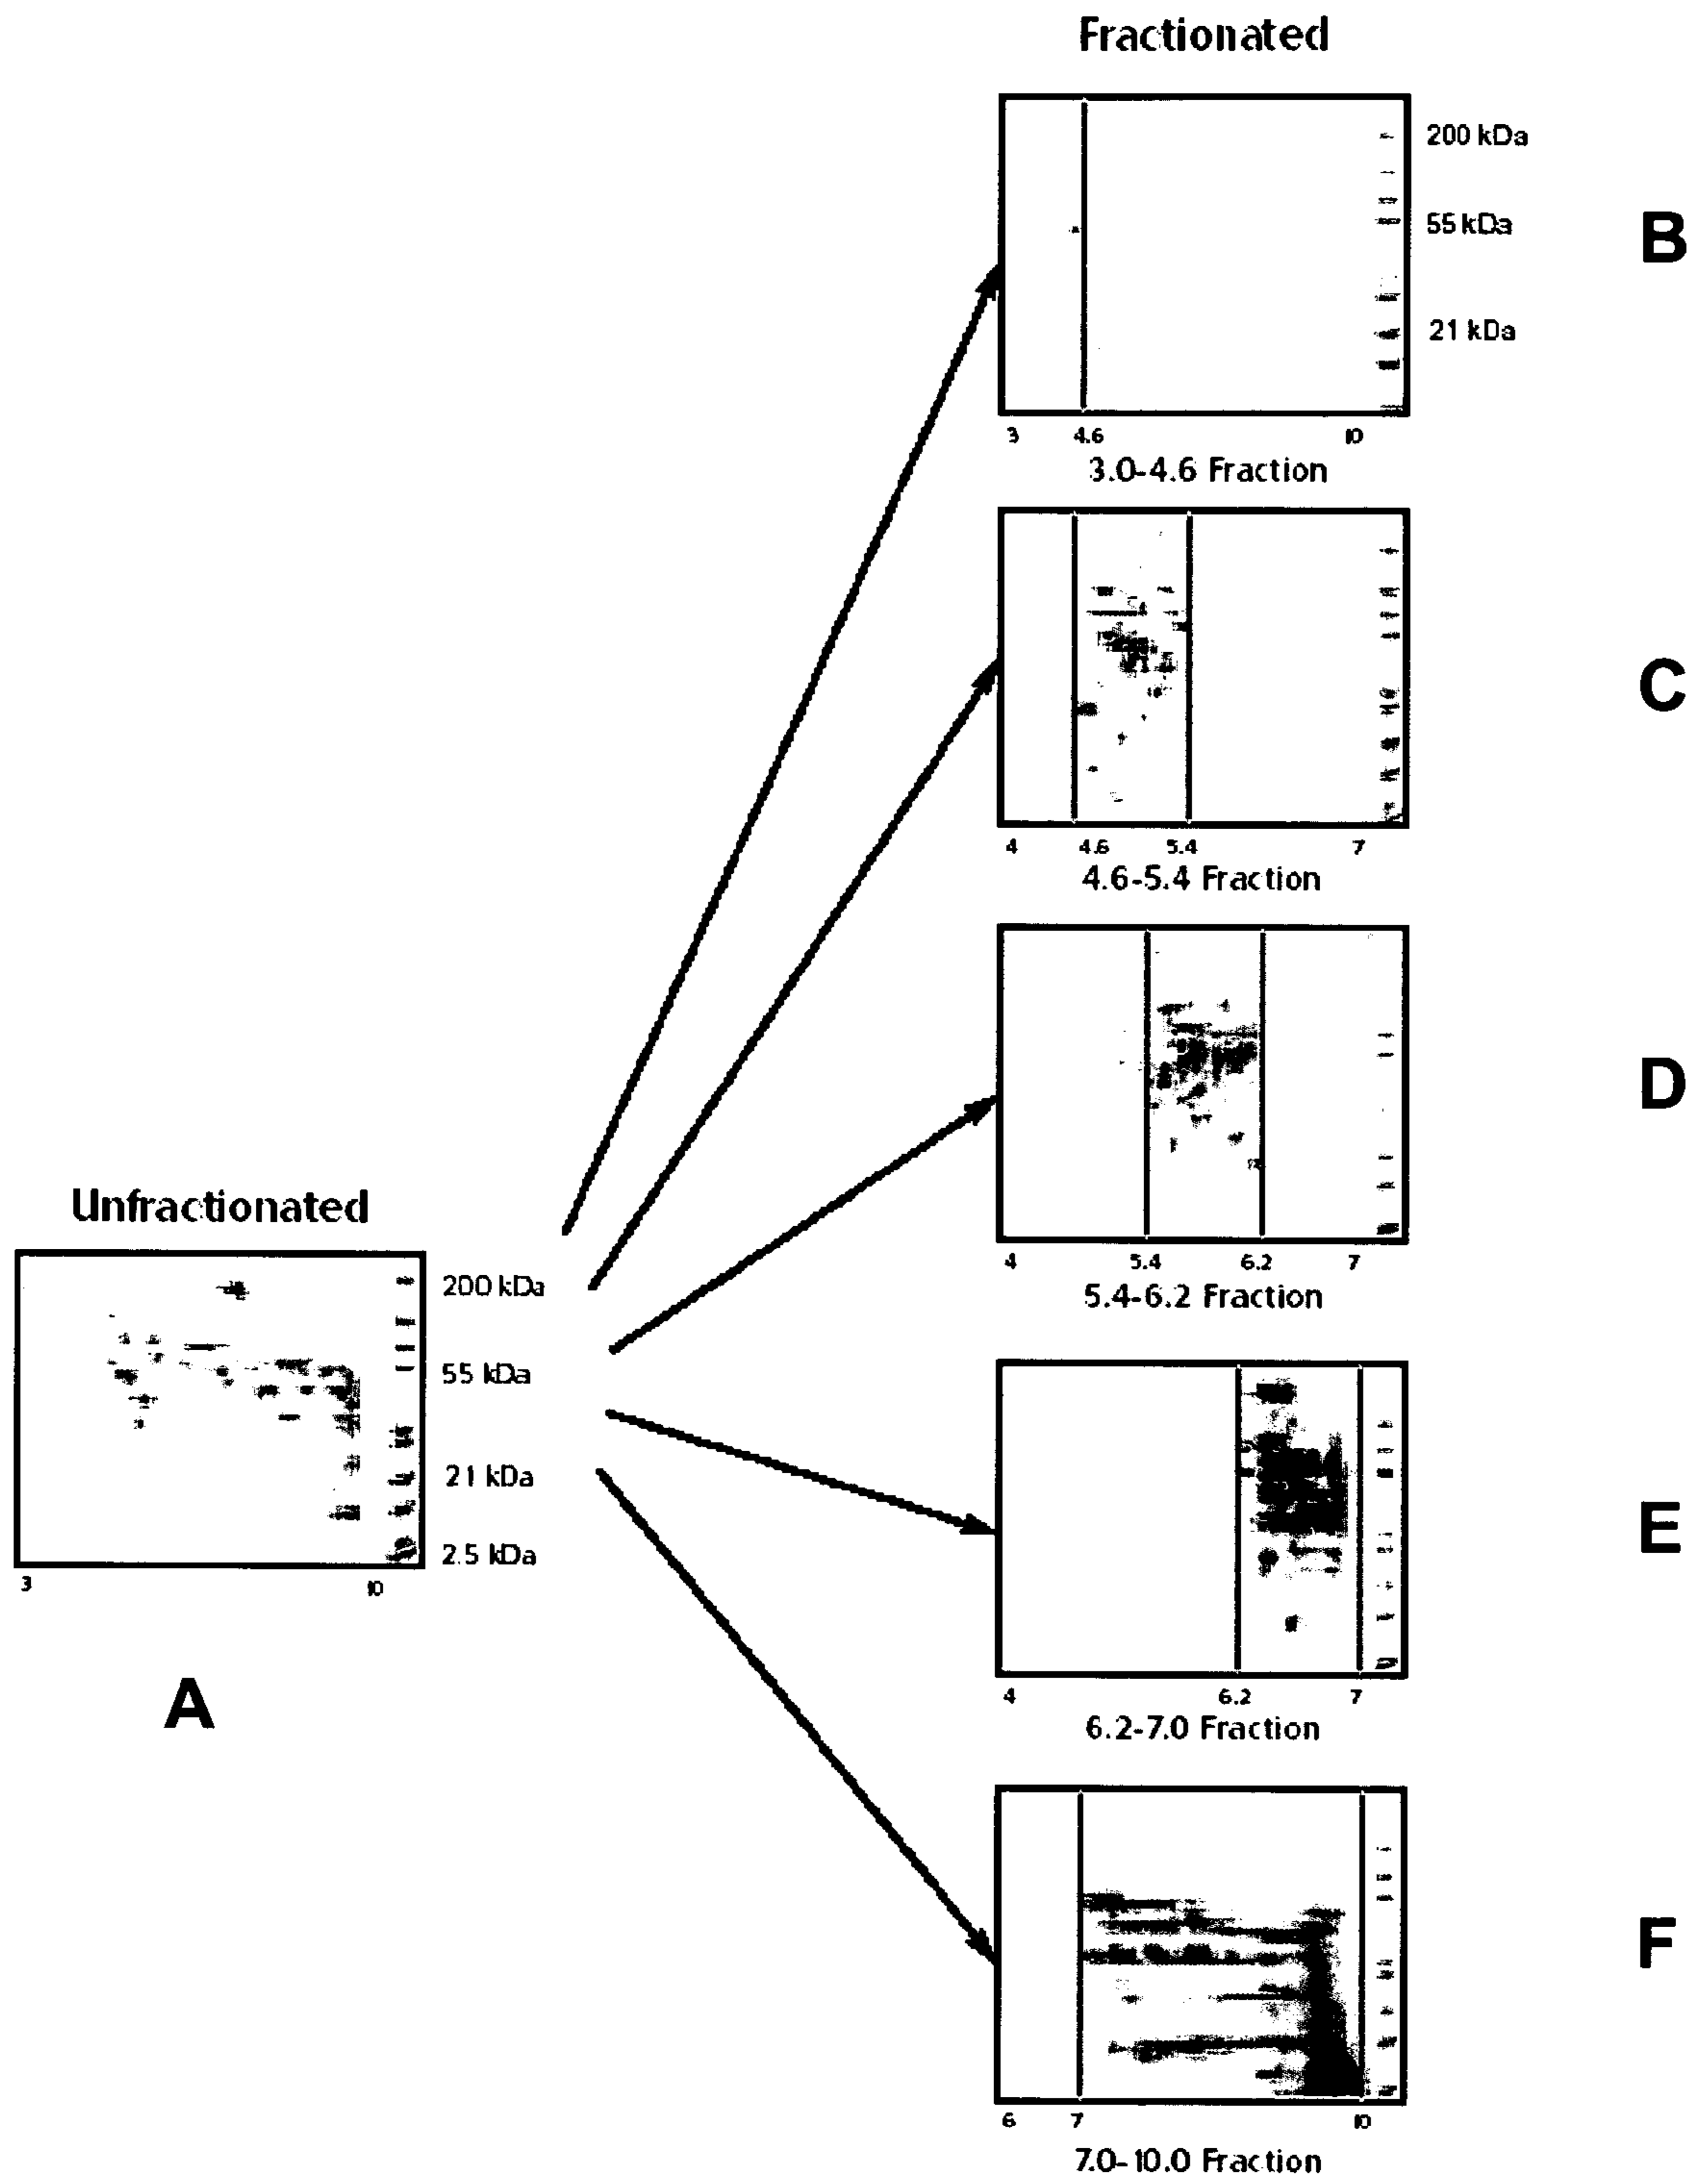 Fractionated
200 kDa
55 kDa
21 kDa
B
3 4.6 10
3.0-4.6 Fraction
C
4 4.6 5.4 7
4.6-5.4 Fraction
D
4 5.4 6.2 7
5.4-6.2 Fraction
Unfractionated
200 kDa
55 kDa
21 kDa
2.5 kDa
3 10
A
E
4 6.2 7
6.2-7.0 Fraction
F
6 7 10
7.0-10.0 Fraction